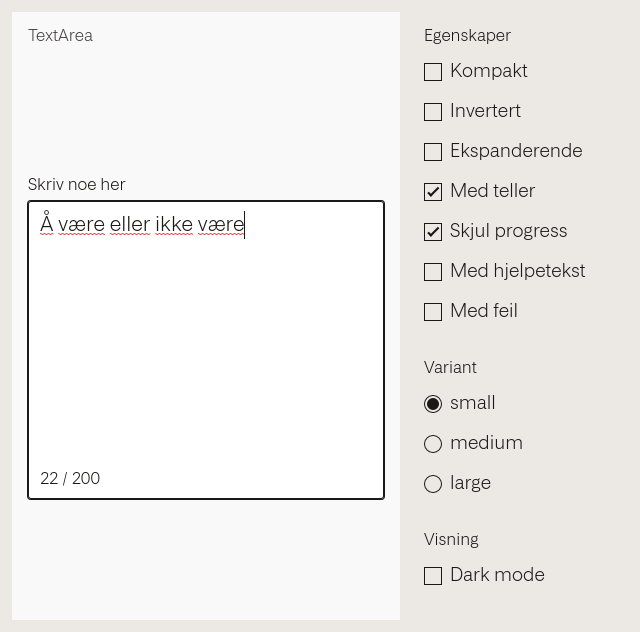 TextArea
Skriv noe her
Å være eller ikke være
22 / 200
Egenskaper
Kompakt
Invertert
Ekspanderende
Med teller
Skjul progress
Med hjelpetekst
Med feil
Variant
small
medium
large
Visning
Dark mode